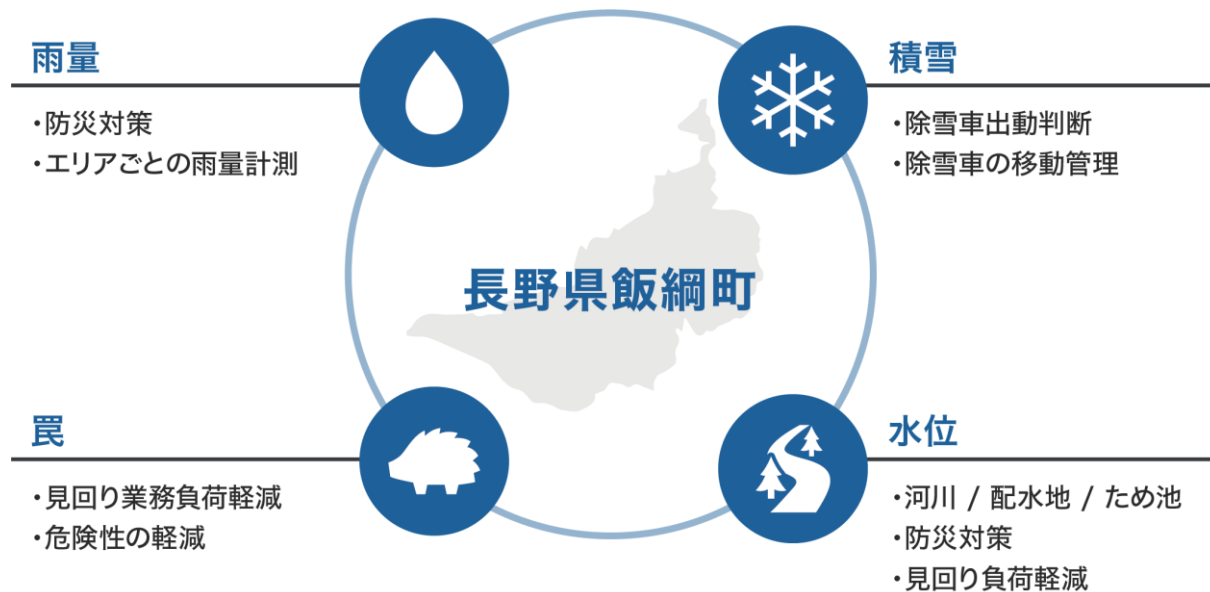 雨量
・防災対策
・エリアごとの雨量計測
積雪
・除雪車出動判断
・除雪車の移動管理
長野県飯綱町
罠
・見回り業務負荷軽減
・危険性の軽減
水位
・河川 / 配水地 / ため池
・防災対策
・見回り負荷軽減